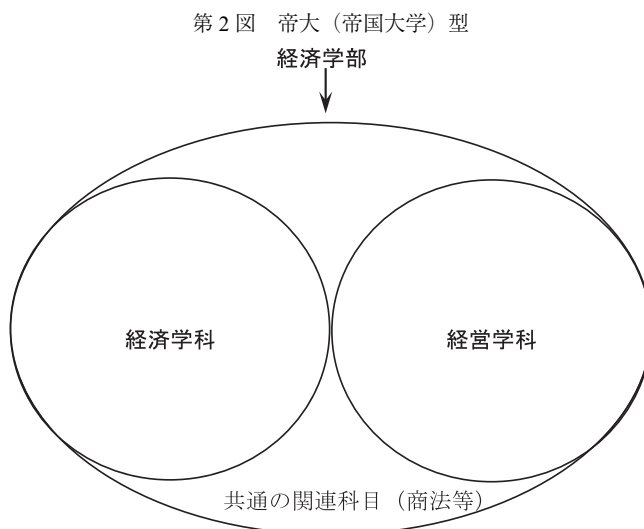 第2図　帝大（帝国大学）型
経済学部
経済学科
経営学科
共通の関連科目（商法等）